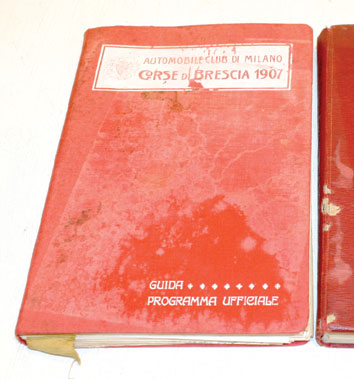 AUTOMOBILE CLUB DI MILANO
CORSE DI BRESCIA 1907
GUIDA
PROGRAMMA UFFICIALE